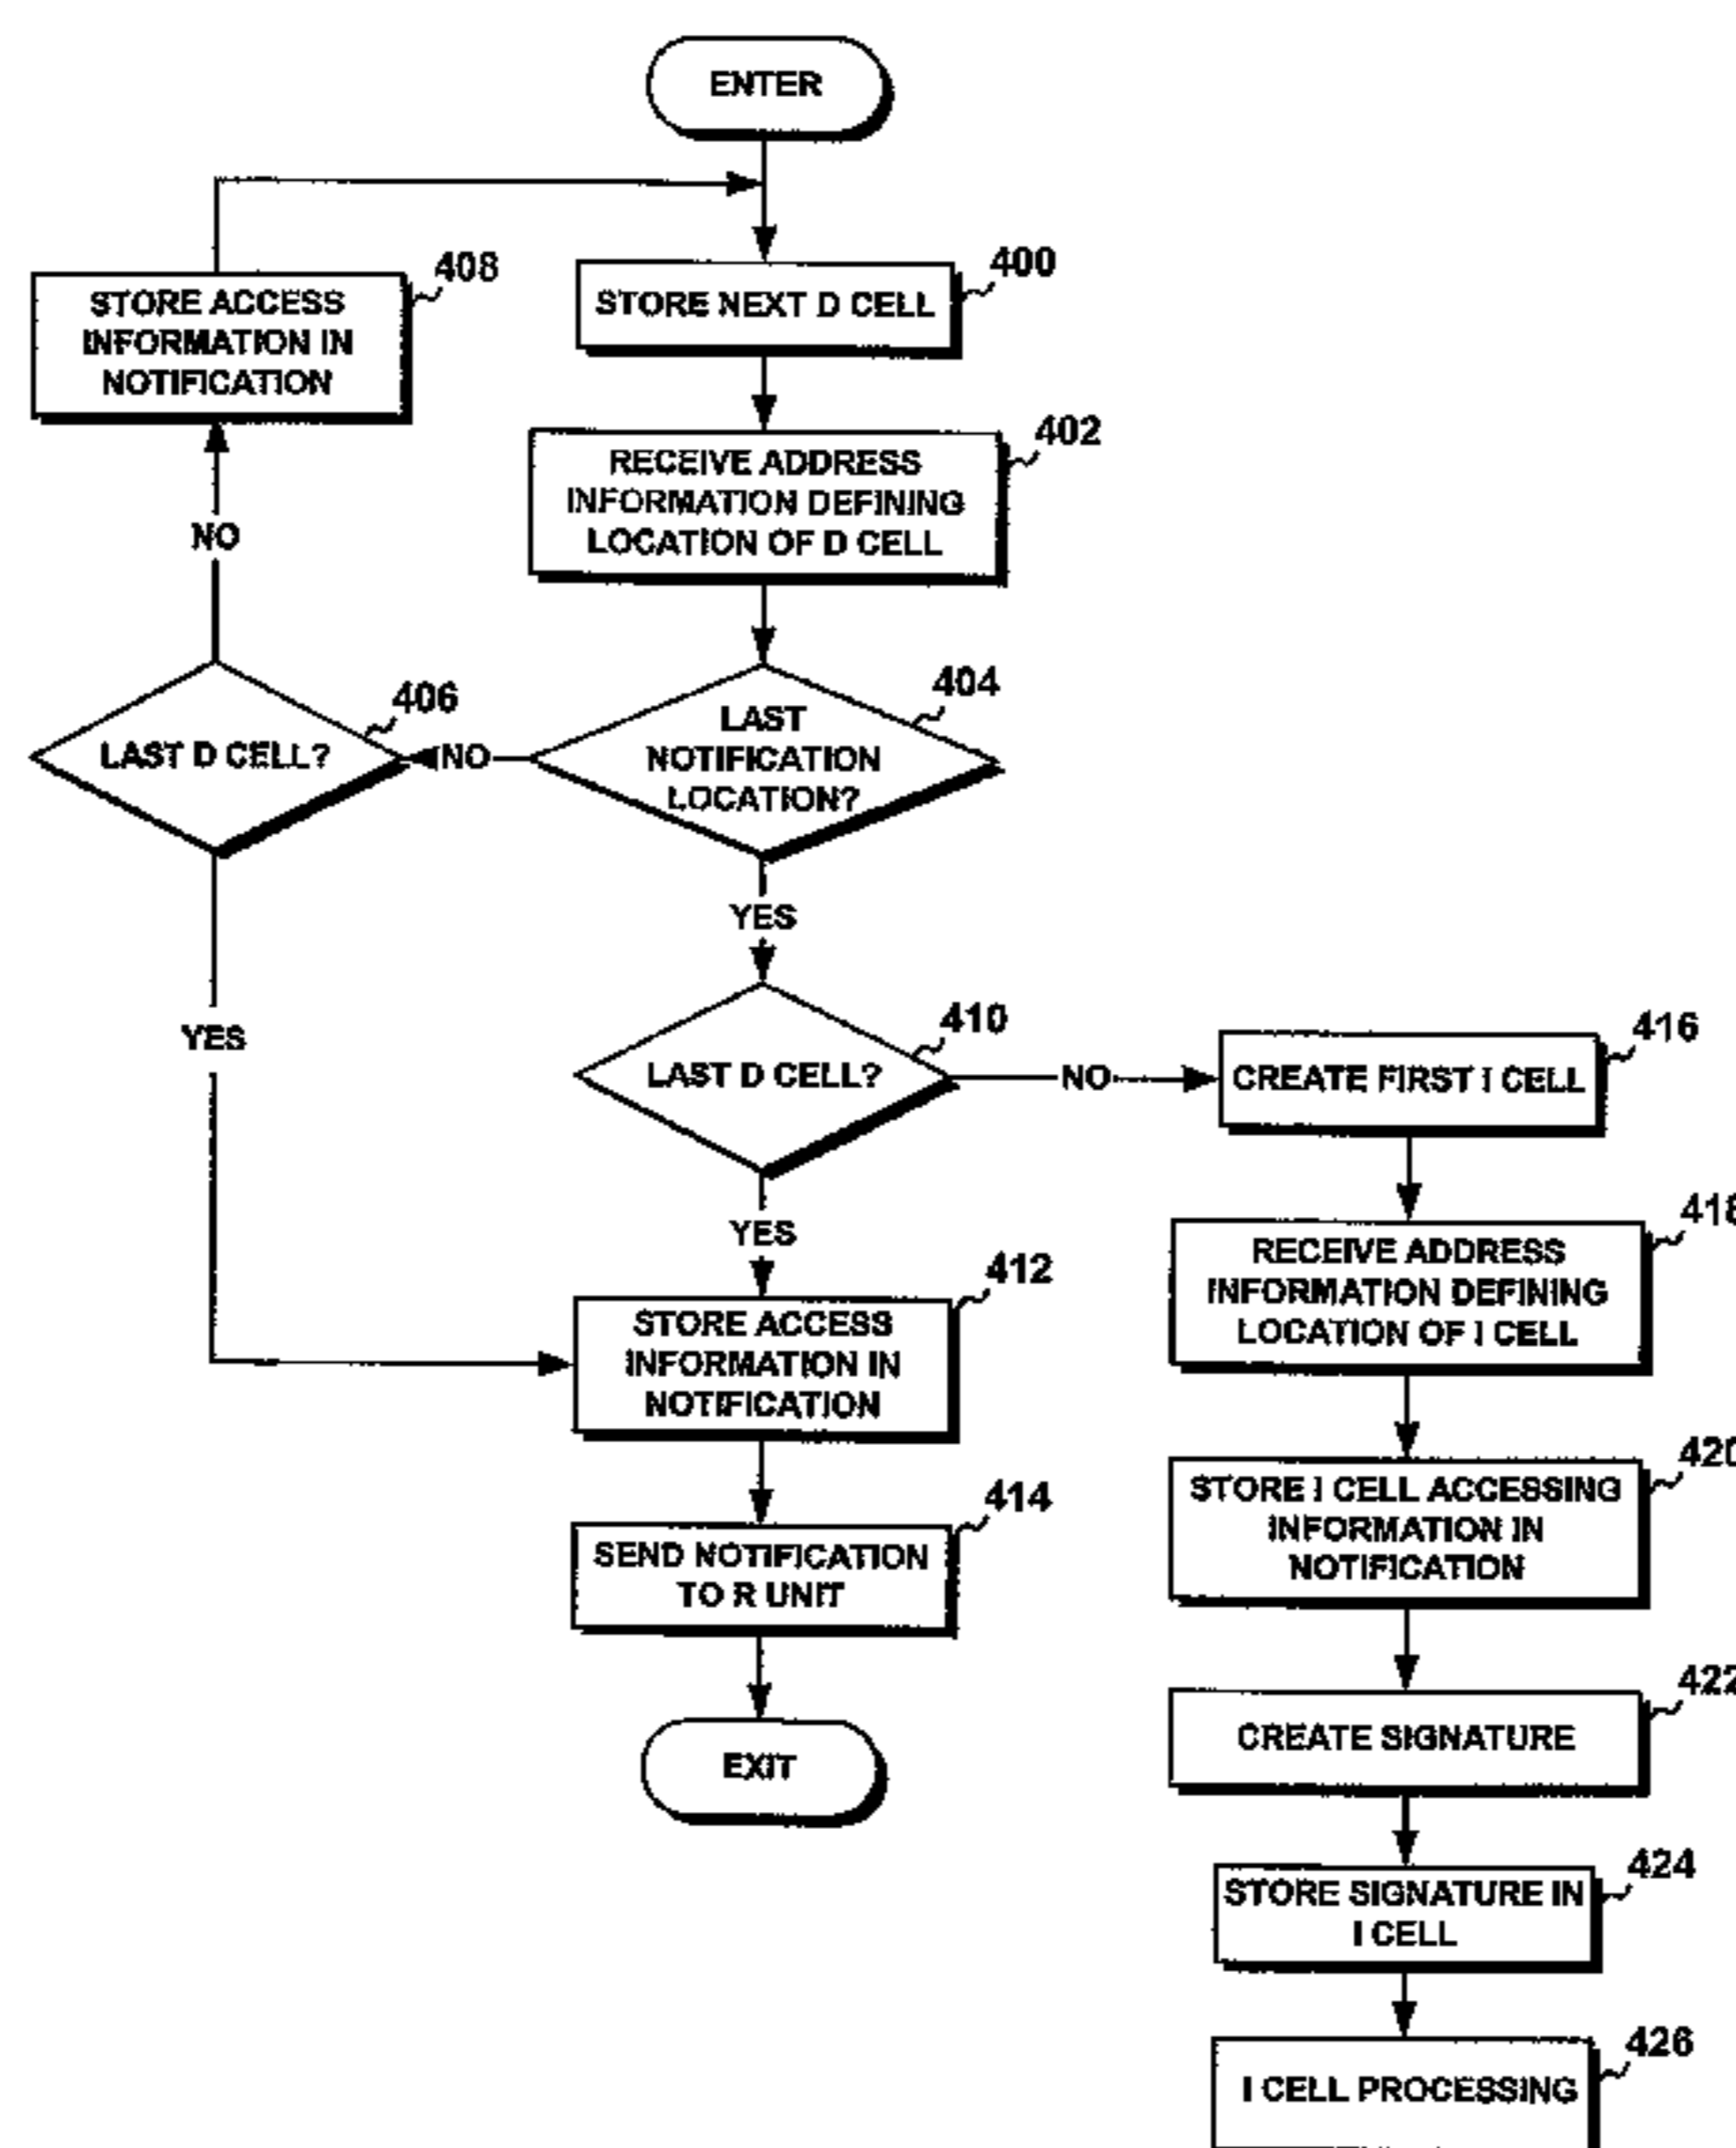 ENTER
408
STORE ACCESS
INFORMATION IN
NOTIFICATION
400
STORE NEXT D CELL
402
RECEIVE ADDRESS
INFORMATION DEFINING
LOCATION OF D CELL
NO
406
LAST D CELL?
NO
404
LAST
NOTIFICATION
LOCATION?
YES
YES
410
LAST D CELL?
NO
416
CREATE FIRST I CELL
YES
412
STORE ACCESS
INFORMATION IN
NOTIFICATION
418
RECEIVE ADDRESS
INFORMATION DEFINING
LOCATION OF I CELL
414
SEND NOTIFICATION
TO R UNIT
420
STORE I CELL ACCESSING
INFORMATION IN
NOTIFICATION
EXIT
422
CREATE SIGNATURE
424
STORE SIGNATURE IN
I CELL
426
I CELL PROCESSING